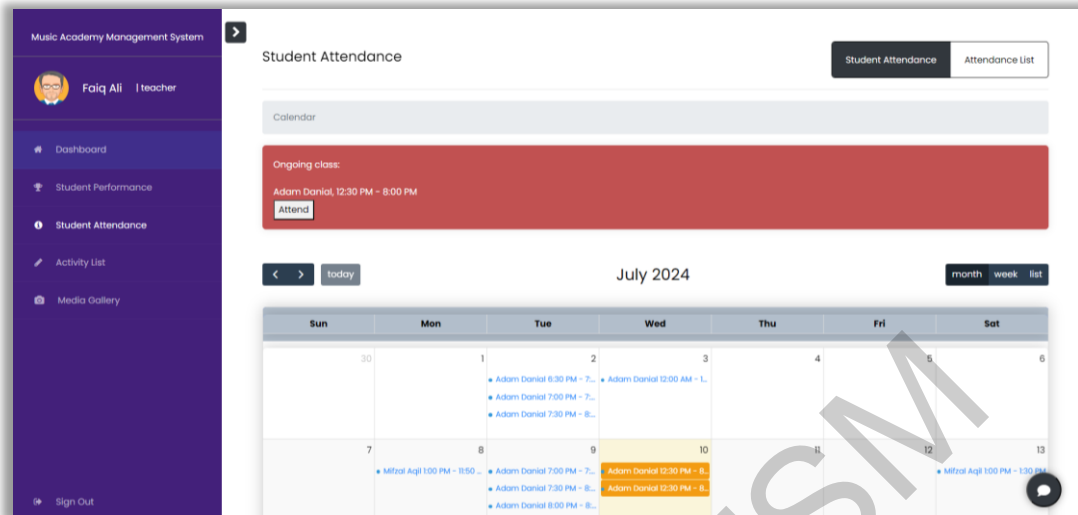 Music Academy Management System
Faiq Ali | teacher
Dashboard
Student Performance
Student Attendance
Activity List
Media Gallery
Sign Out
Student Attendance
Student Attendance Attendance List
Calendar
Ongoing class:
Adam Danial, 12:30 PM - 8:00 PM
Attend
today
July 2024
month week list
Sun Mon Tue Wed Thu Fri Sat
30 1 2 3 4 5 6
Adam Danial 6:30 PM - 7:... Adam Danial 12:00 AM - 1...
Adam Danial 7:00 PM - 7:...
Adam Danial 7:30 PM - 8:...
7 8 9 10 11 12 13
Mifzal Aqil 1:00 PM - 11:50 ... Adam Danial 7:00 PM - 7:... Adam Danial 12:30 PM - 8... Mifzal Aqil 1:00 PM - 1:30 PM
Adam Danial 7:30 PM - 8:... Adam Danial 12:30 PM - 8...
Adam Danial 8:00 PM - 8:...
SM